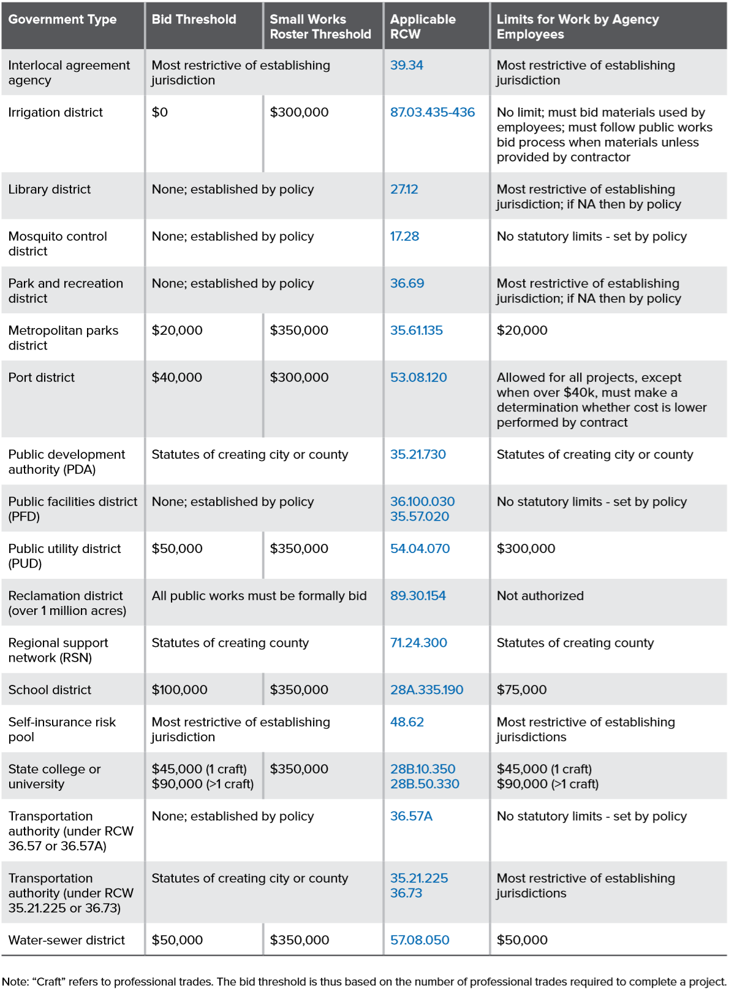 Government Type
Bid Threshold
Small Works
Roster Threshold
Applicable
RCW
Limits for Work by Agency
Employees
Interlocal agreement
agency
Most restrictive of establishing
jurisdiction
39.34
Most restrictive of establishing
jurisdiction
Irrigation district
$0
$300,000
87.03.435-436
No limit; must bid materials used by
employees; must follow public works
bid process when materials unless
provided by contractor
Library district
None; established by policy
27.12
Most restrictive of establishing
jurisdiction; if NA then by policy
Mosquito control
district
None; established by policy
17.28
No statutory limits - set by policy
Park and recreation
district
None; established by policy
36.69
Most restrictive of establishing
jurisdiction; if NA then by policy
Metropolitan parks
district
$20,000
$350,000
35.61.135
$20,000
Port district
$40,000
$300,000
53.08.120
Allowed for all projects, except
when over $40k, must make a
determination whether cost is lower
performed by contract
Public development
authority (PDA)
Statutes of creating city or county
35.21.730
Statutes of creating city or county
Public facilities district
(PFD)
None; established by policy
36.100.030
35.57.020
No statutory limits - set by policy
Public utility district
(PUD)
$50,000
$350,000
54.04.070
$300,000
Reclamation district
(over 1 million acres)
All public works must be formally bid
89.30.154
Not authorized
Regional support
network (RSN)
Statutes of creating county
71.24.300
Statutes of creating county
School district
$100,000
$350,000
28A.335.190
$75,000
Self-insurance risk
pool
Most restrictive of establishing
jurisdiction
48.62
Most restrictive of establishing
jurisdictions
State college or
university
$45,000 (1 craft)
$90,000 (>1 craft)
$350,000
28B.10.350
28B.50.330
$45,000 (1 craft)
$90,000 (>1 craft)
Transportation
authority (under RCW
36.57 or 36.57A)
None; established by policy
36.57A
No statutory limits - set by policy
Transportation
authority (under RCW
35.21.225 or 36.73)
Statutes of creating city or county
35.21.225
36.73
Most restrictive of establishing
jurisdictions
Water-sewer district
$50,000
$350,000
57.08.050
$50,000
Note: “Craft” refers to professional trades. The bid threshold is thus based on the number of professional trades required to complete a project.